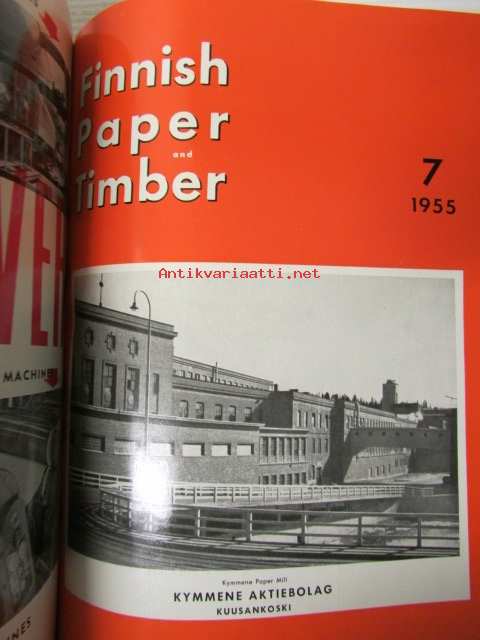 Finnish
Paper
and
Timber
7
1955
Antikvariaatti.net
MACHINE
Kymmene Paper Mill
KYMMENE AKTIEBOLAG
KUUSANKOSKI